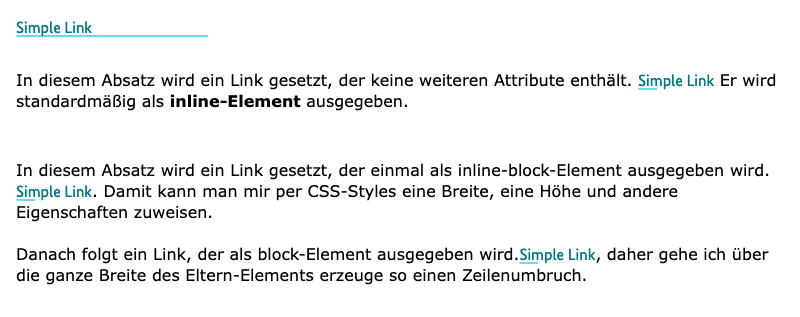 Simple Link
In diesem Absatz wird ein Link gesetzt, der keine weiteren Attribute enthält. Simple Link Er wird
standardmäßig als inline-Element ausgegeben.
In diesem Absatz wird ein Link gesetzt, der einmal als inline-block-Element ausgegeben wird.
Simple Link. Damit kann man mir per CSS-Styles eine Breite, eine Höhe und andere
Eigenschaften zuweisen.
Danach folgt ein Link, der als block-Element ausgegeben wird.Simple Link, daher gehe ich über
die ganze Breite des Eltern-Elements erzeuge so einen Zeilenumbruch.